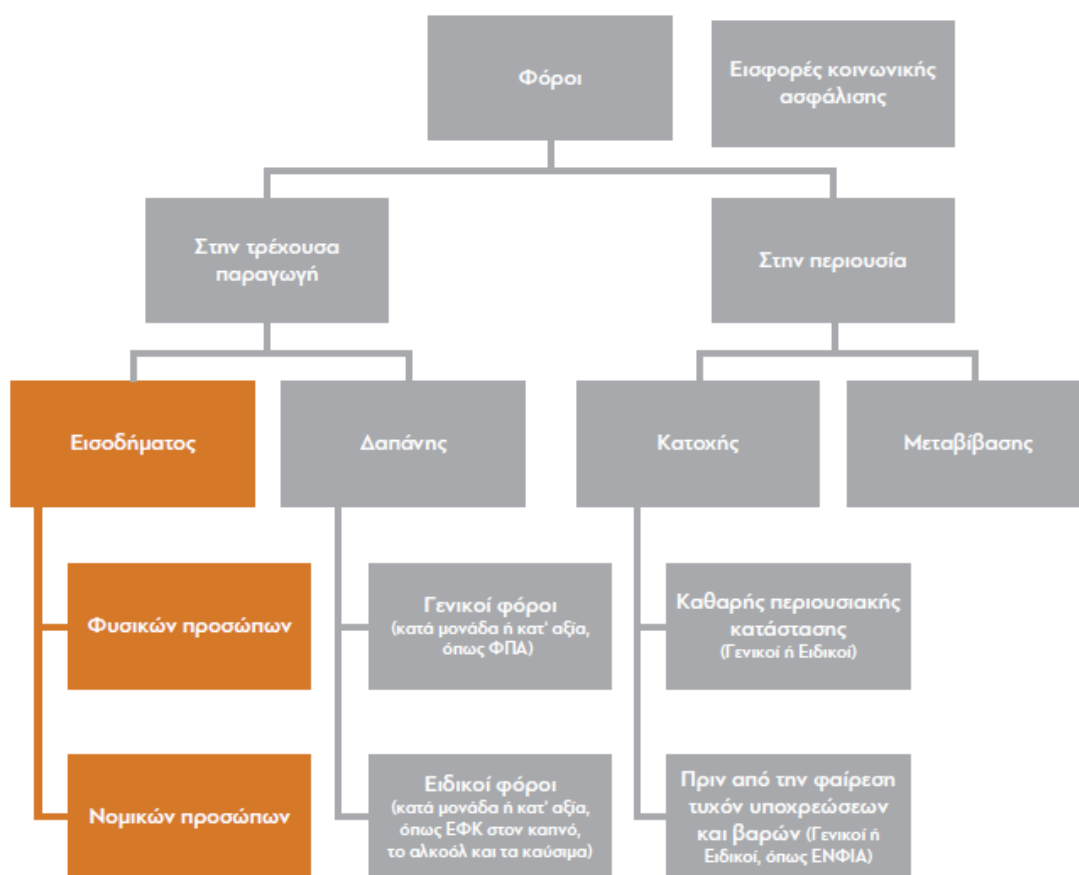 Φόροι
Εισφορές κοινωνικής
ασφάλισης
Στην τρέχουσα
παραγωγή
Στην περιουσία
Εισοδήματος
Δαπάνης
Κατοχής
Μεταβίβασης
Φυσικών προσώπων
Γενικοί φόροι
(κατά μονάδα ή κατ' αξία,
όπως ΦΠΑ)
Καθαρής περιουσιακής
κατάστασης
(Γενικοί ή Ειδικοί)
Νομικών προσώπων
Ειδικοί φόροι
(κατά μονάδα ή κατ' αξία,
όπως ΕΦΚ στον καπνό,
το αλκοόλ και τα καύσιμα)
Πριν από την φαίρεση
τυχόν υποχρεώσεων
και βαρών (Γενικοί ή
Ειδικοί, όπως ΕΝΦΙΑ)